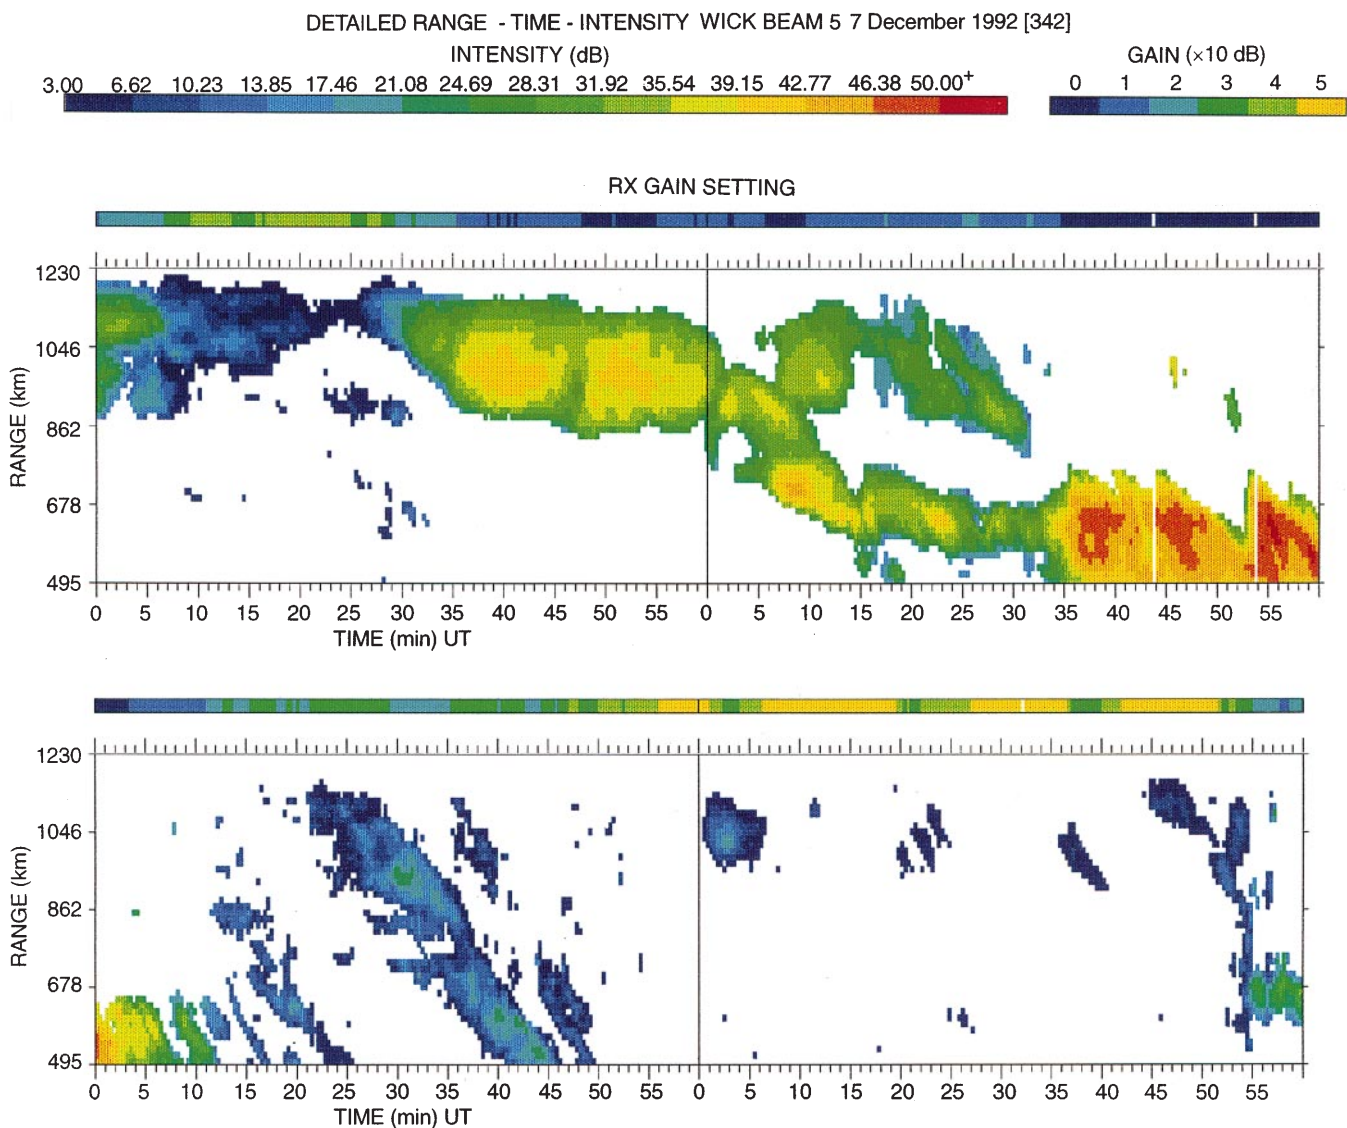 DETAILED RANGE - TIME - INTENSITY WICK BEAM 5 7 December 1992 [342]
INTENSITY (dB) GAIN (×10 dB)
3.00 6.62 10.23 13.85 17.46 21.08 24.69 28.31 31.92 35.54 39.15 42.77 46.38 50.00+ 0 1 2 3 4 5
RX GAIN SETTING
1230
1046
862
678
495
RANGE (km)
0 5 10 15 20 25 30 35 40 45 50 55 0 5 10 15 20 25 30 35 40 45 50 55
TIME (min) UT
1230
1046
862
678
495
RANGE (km)
0 5 10 15 20 25 30 35 40 45 50 55 0 5 10 15 20 25 30 35 40 45 50 55
TIME (min) UT